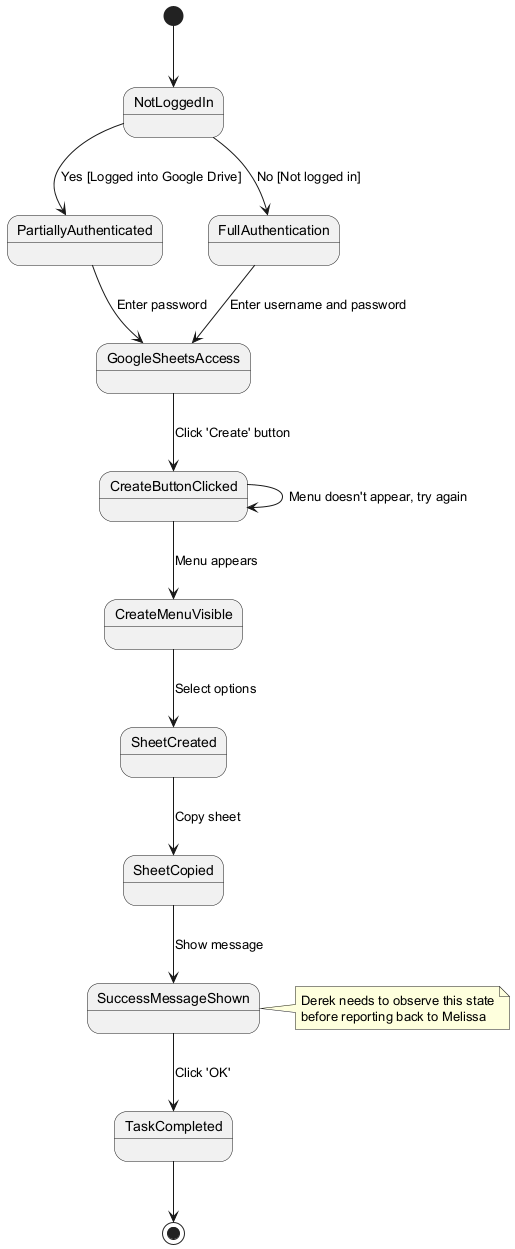 NotLoggedIn
Yes [Logged into Google Drive]
No [Not logged in]
PartiallyAuthenticated
FullAuthentication
Enter password
Enter username and password
GoogleSheetsAccess
Click 'Create' button
CreateButtonClicked
Menu doesn't appear, try again
Menu appears
CreateMenuVisible
Select options
SheetCreated
Copy sheet
SheetCopied
Show message
SuccessMessageShown
Derek needs to observe this state
before reporting back to Melissa
Click 'OK'
TaskCompleted